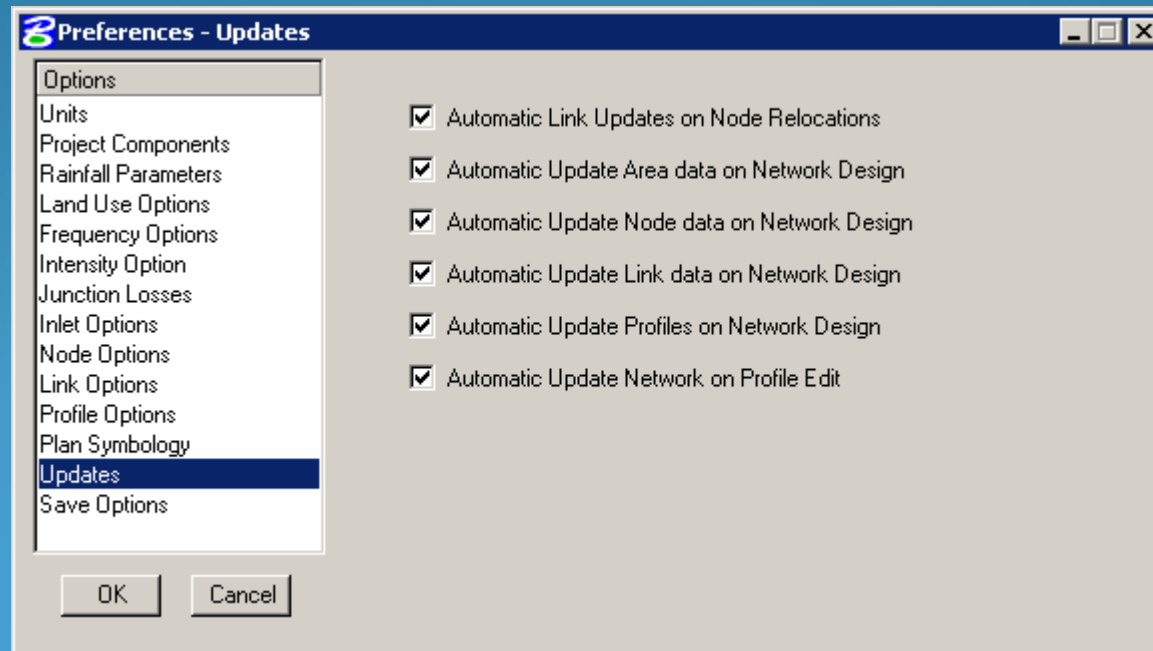 Preferences - Updates
Options
Units
Project Components
Rainfall Parameters
Land Use Options
Frequency Options
Intensity Option
Junction Losses
Inlet Options
Node Options
Link Options
Profile Options
Plan Symbology
Updates
Save Options
OK
Cancel
Automatic Link Updates on Node Relocations
Automatic Update Area data on Network Design
Automatic Update Node data on Network Design
Automatic Update Link data on Network Design
Automatic Update Profiles on Network Design
Automatic Update Network on Profile Edit